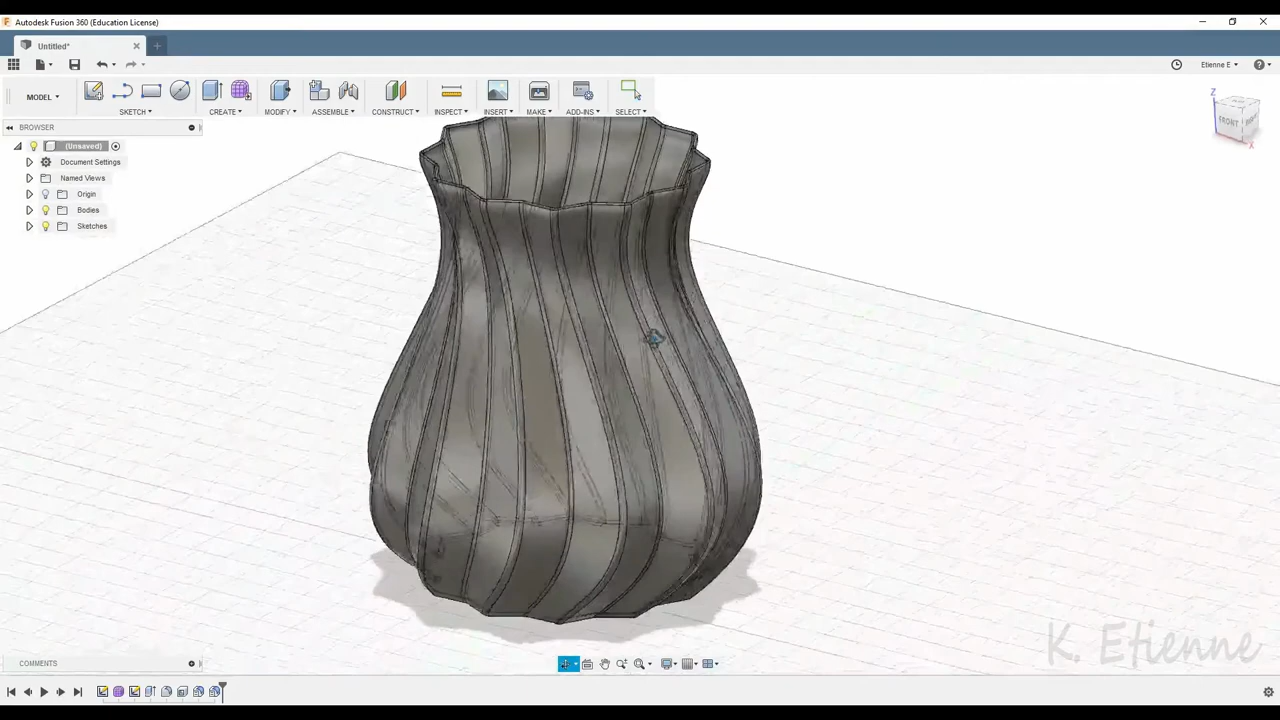 Autodesk Fusion 360 (Education License)
Untitled*
Etienne E
MODEL
SKETCH
CREATE
MODIFY
ASSEMBLE
CONSTRUCT
INSPECT
INSERT
MAKE
ADD-INS
SELECT
BROWSER
(Unsaved)
Document Settings
Named Views
Origin
Bodies
Sketches
Z
FRONT
X
K. Etienne
COMMENTS